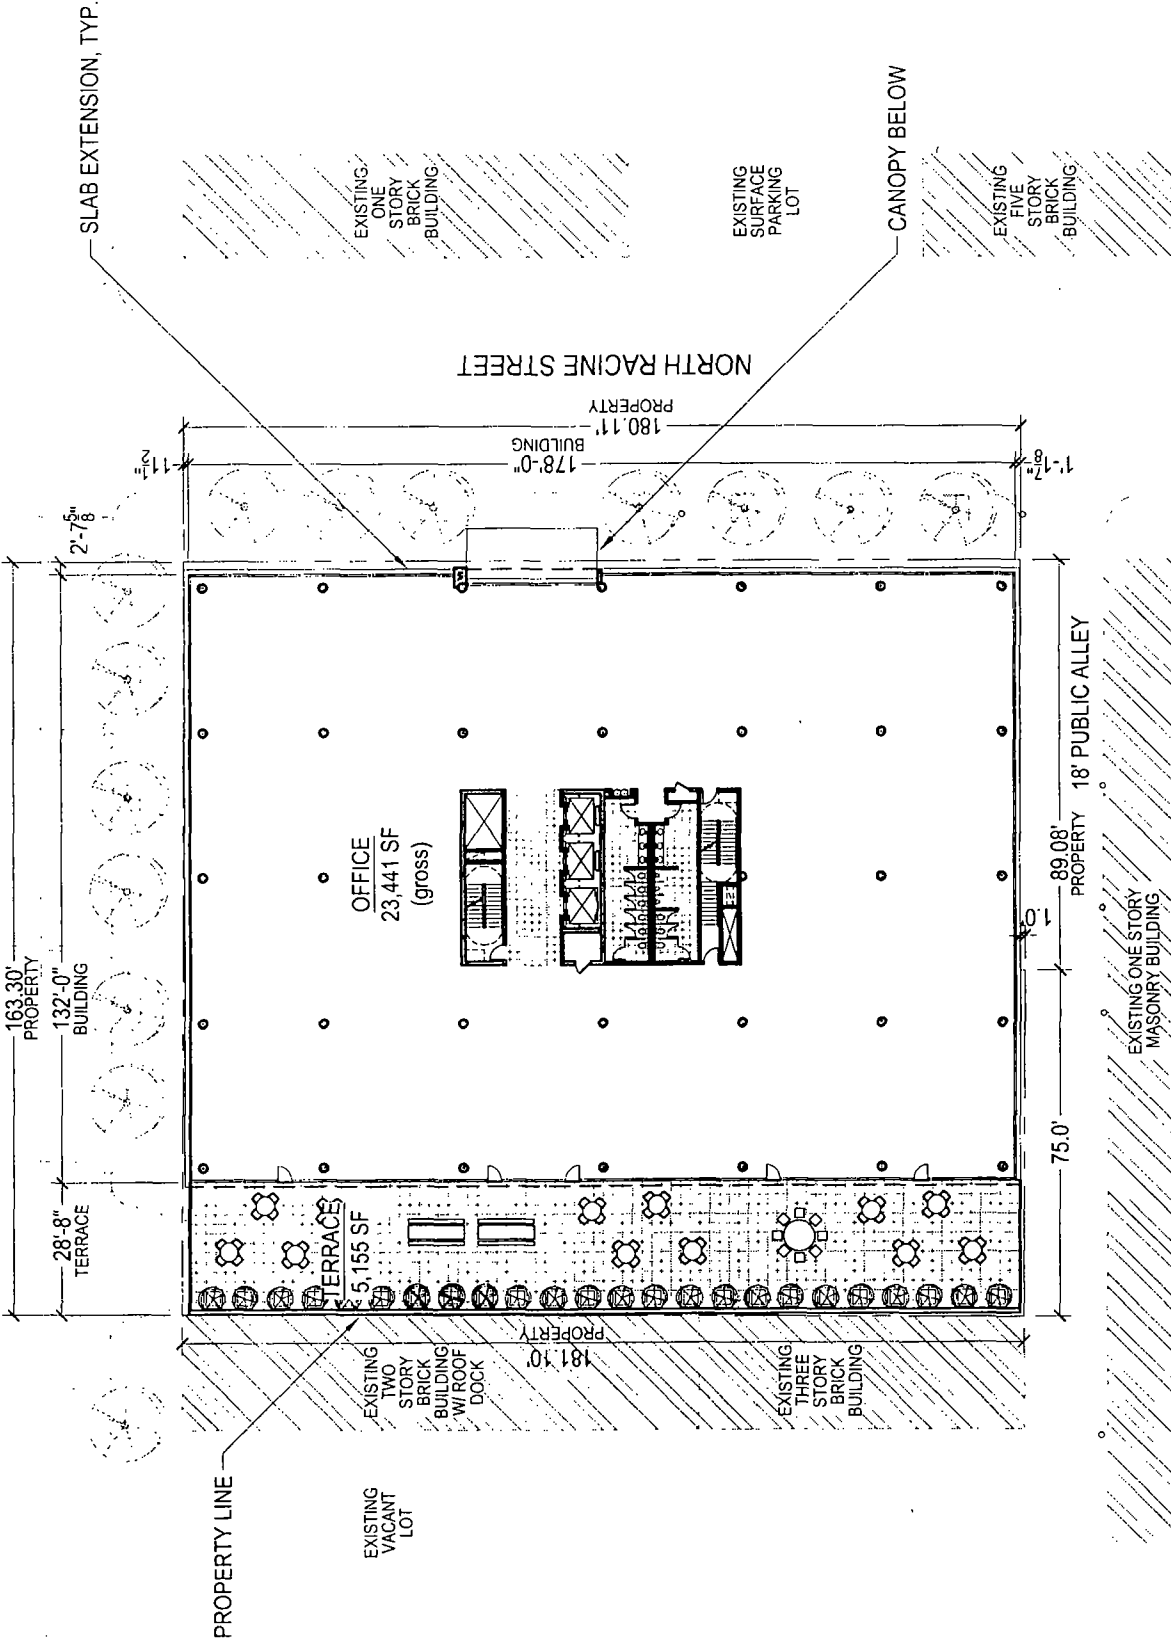 SLAB EXTENSION, TYP.
EXISTING
ONE
STORY
BRICK
BUILDING
EXISTING
SURFACE
PARKING
LOT
CANOPY BELOW
EXISTING
FIVE
STORY
BRICK
BUILDING
NORTH RACINE STREET
180.11'
PROPERTY
178'-0"
BUILDING
11 1/2"
1'-1 7/8"
2'-7 5/8"
163.30'
PROPERTY
132'-0"
BUILDING
28'-8"
TERRACE
OFFICE
23,441 SF
(gross)
TERRACE
5,155 SF
89.08'
PROPERTY
18' PUBLIC ALLEY
1.0'
75.0'
EXISTING ONE STORY
MASONRY BUILDING
181.10'
PROPERTY
EXISTING
TWO
STORY
BRICK
BUILDING
W/ ROOF
DOCK
EXISTING
THREE
STORY
BRICK
BUILDING
PROPERTY LINE
EXISTING
VACANT
LOT